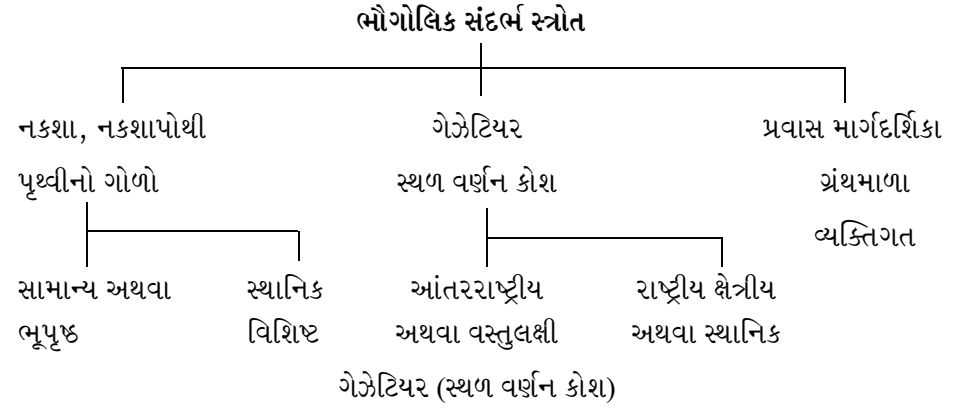 ભૌગોલિક સંદર્ભ સ્ત્રોત
નકશા, નકશાપોથી
પૃથ્વીનો ગોળો
ગેઝેટિયર
સ્થળ વર્ણન કોશ
પ્રવાસ માર્ગદર્શિકા
ગ્રંથમાળા
વ્યક્તિગત
સામાન્ય અથવા
ભૂપૃષ્ઠ
સ્થાનિક
વિશિષ્ટ
આંતરરાષ્ટ્રીય
અથવા વસ્તુલક્ષી
રાષ્ટ્રીય ક્ષેત્રીય
અથવા સ્થાનિક
ગેઝેટિયર (સ્થળ વર્ણન કોશ)